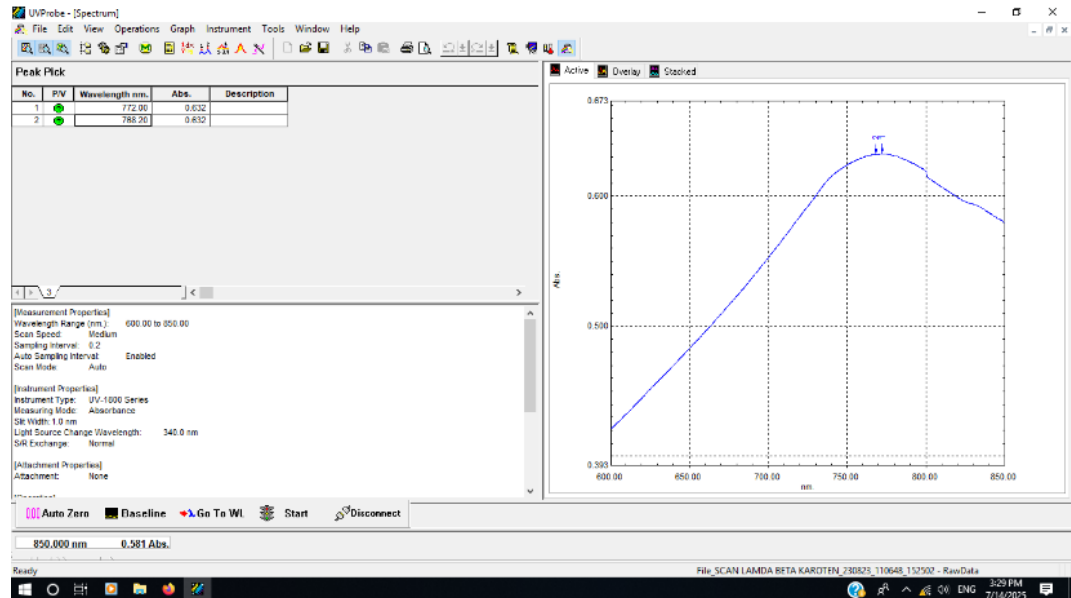 UVProbe - [Spectrum]
File Edit View Operations Graph Instrument Tools Window Help
Peak Pick
No. P/V Wavelength nm. Abs. Description
1 772.00 0.632
2 768.20 0.632
3
[Measurement Properties]
Wavelength Range (nm.): 600.00 to 850.00
Scan Speed: Medium
Sampling Interval: 0.2
Auto Sampling Interval: Enabled
Scan Mode: Auto
[Instrument Properties]
Instrument Type: UV-1800 Series
Measuring Mode: Absorbance
Slit Width: 1.0 nm
Light Source Change Wavelength: 340.0 nm
S/R Exchange: Normal
[Attachment Properties]
Attachment: None
Active Overlay Stacked
0.673
0.600
Abs.
0.500
0.393
600.00 650.00 700.00 750.00 800.00 850.00
nm.
Auto Zero Baseline Go To WL Start Disconnect
850.000 nm 0.581 Abs.
Ready
File_SCAN LAMDA BETA KAROTEN_230823_110648_152502 - RawData
ENG
3:29 PM
7/14/2025